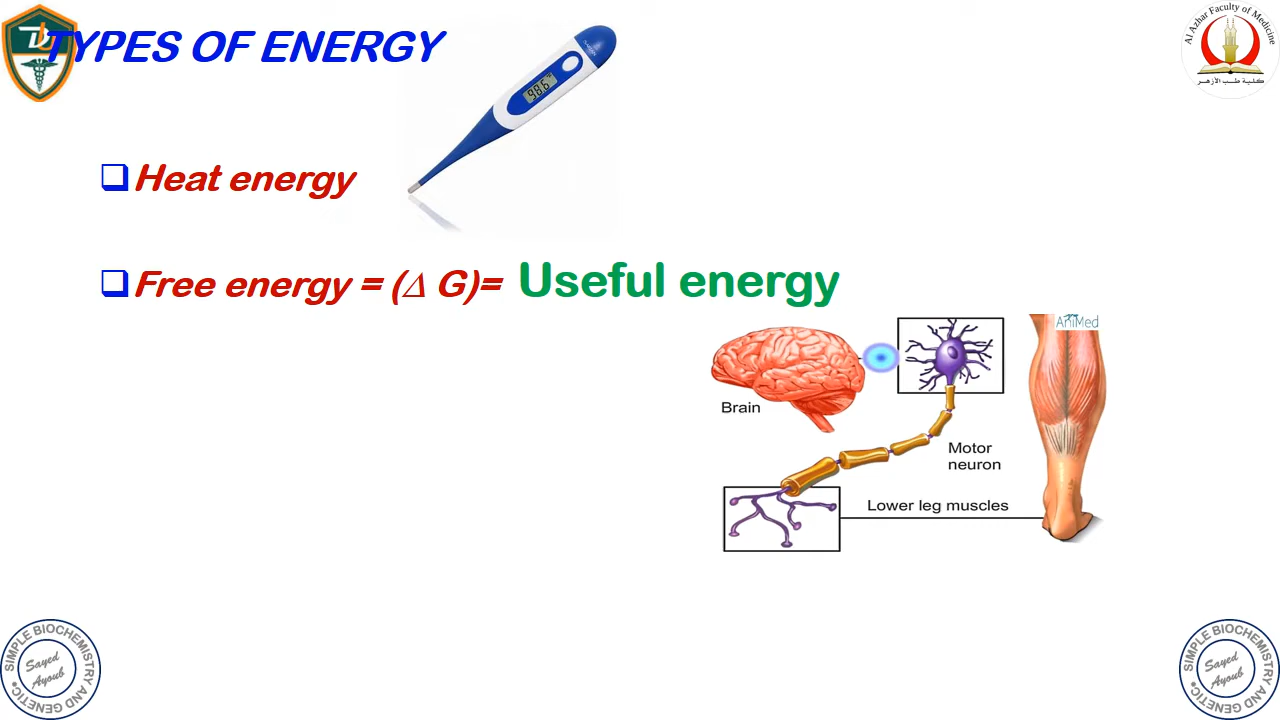 TYPES OF ENERGY
Al Azhar Faculty of Medicine
كلية طب الأزهر
98.6
Heat energy
Free energy = (Δ G)= Useful energy
AniMed
Brain
Motor
neuron
Lower leg muscles
SIMPLE BIOCHEMISTRY AND GENETIC
Sayed
Ayoub
SIMPLE BIOCHEMISTRY AND GENETIC
Sayed
Ayoub